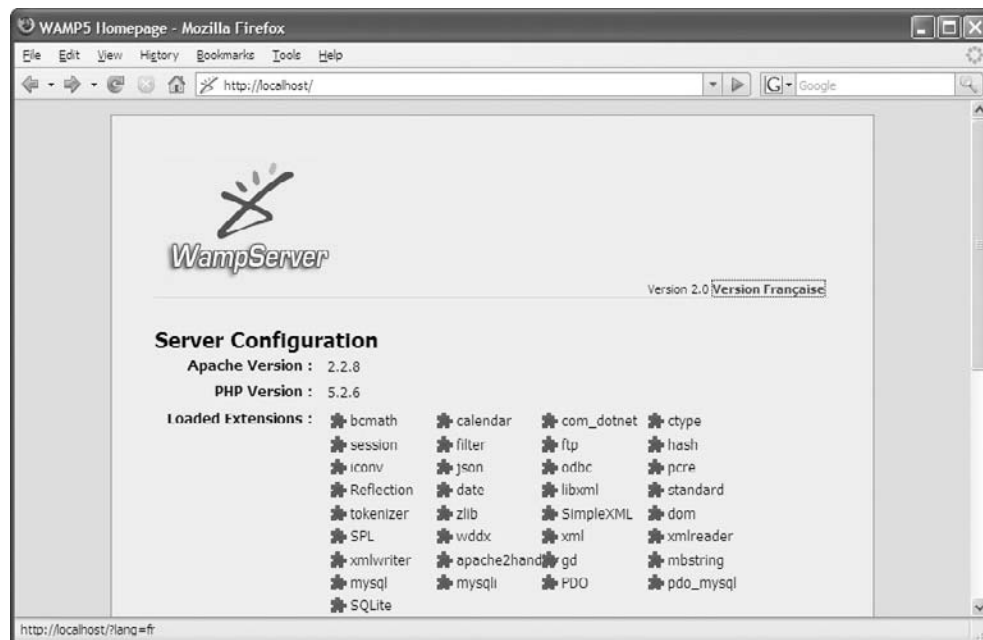 WAMP5 Homepage - Mozilla Firefox
File Edit View History Bookmarks Tools Help
http://localhost/ G Google
WampServer
Version 2.0 Version Française
Server Configuration
Apache Version : 2.2.8
PHP Version : 5.2.6
Loaded Extensions : bcmath calendar com_dotnet ctype
session filter ftp hash
iconv json odbc pcre
Reflection date libxml standard
tokenizer zlib SimpleXML dom
SPL wddx xml xmlreader
xmlwriter apache2hand gd mbstring
mysql mysqli PDO pdo_mysql
SQLite
http://localhost/?lang=fr